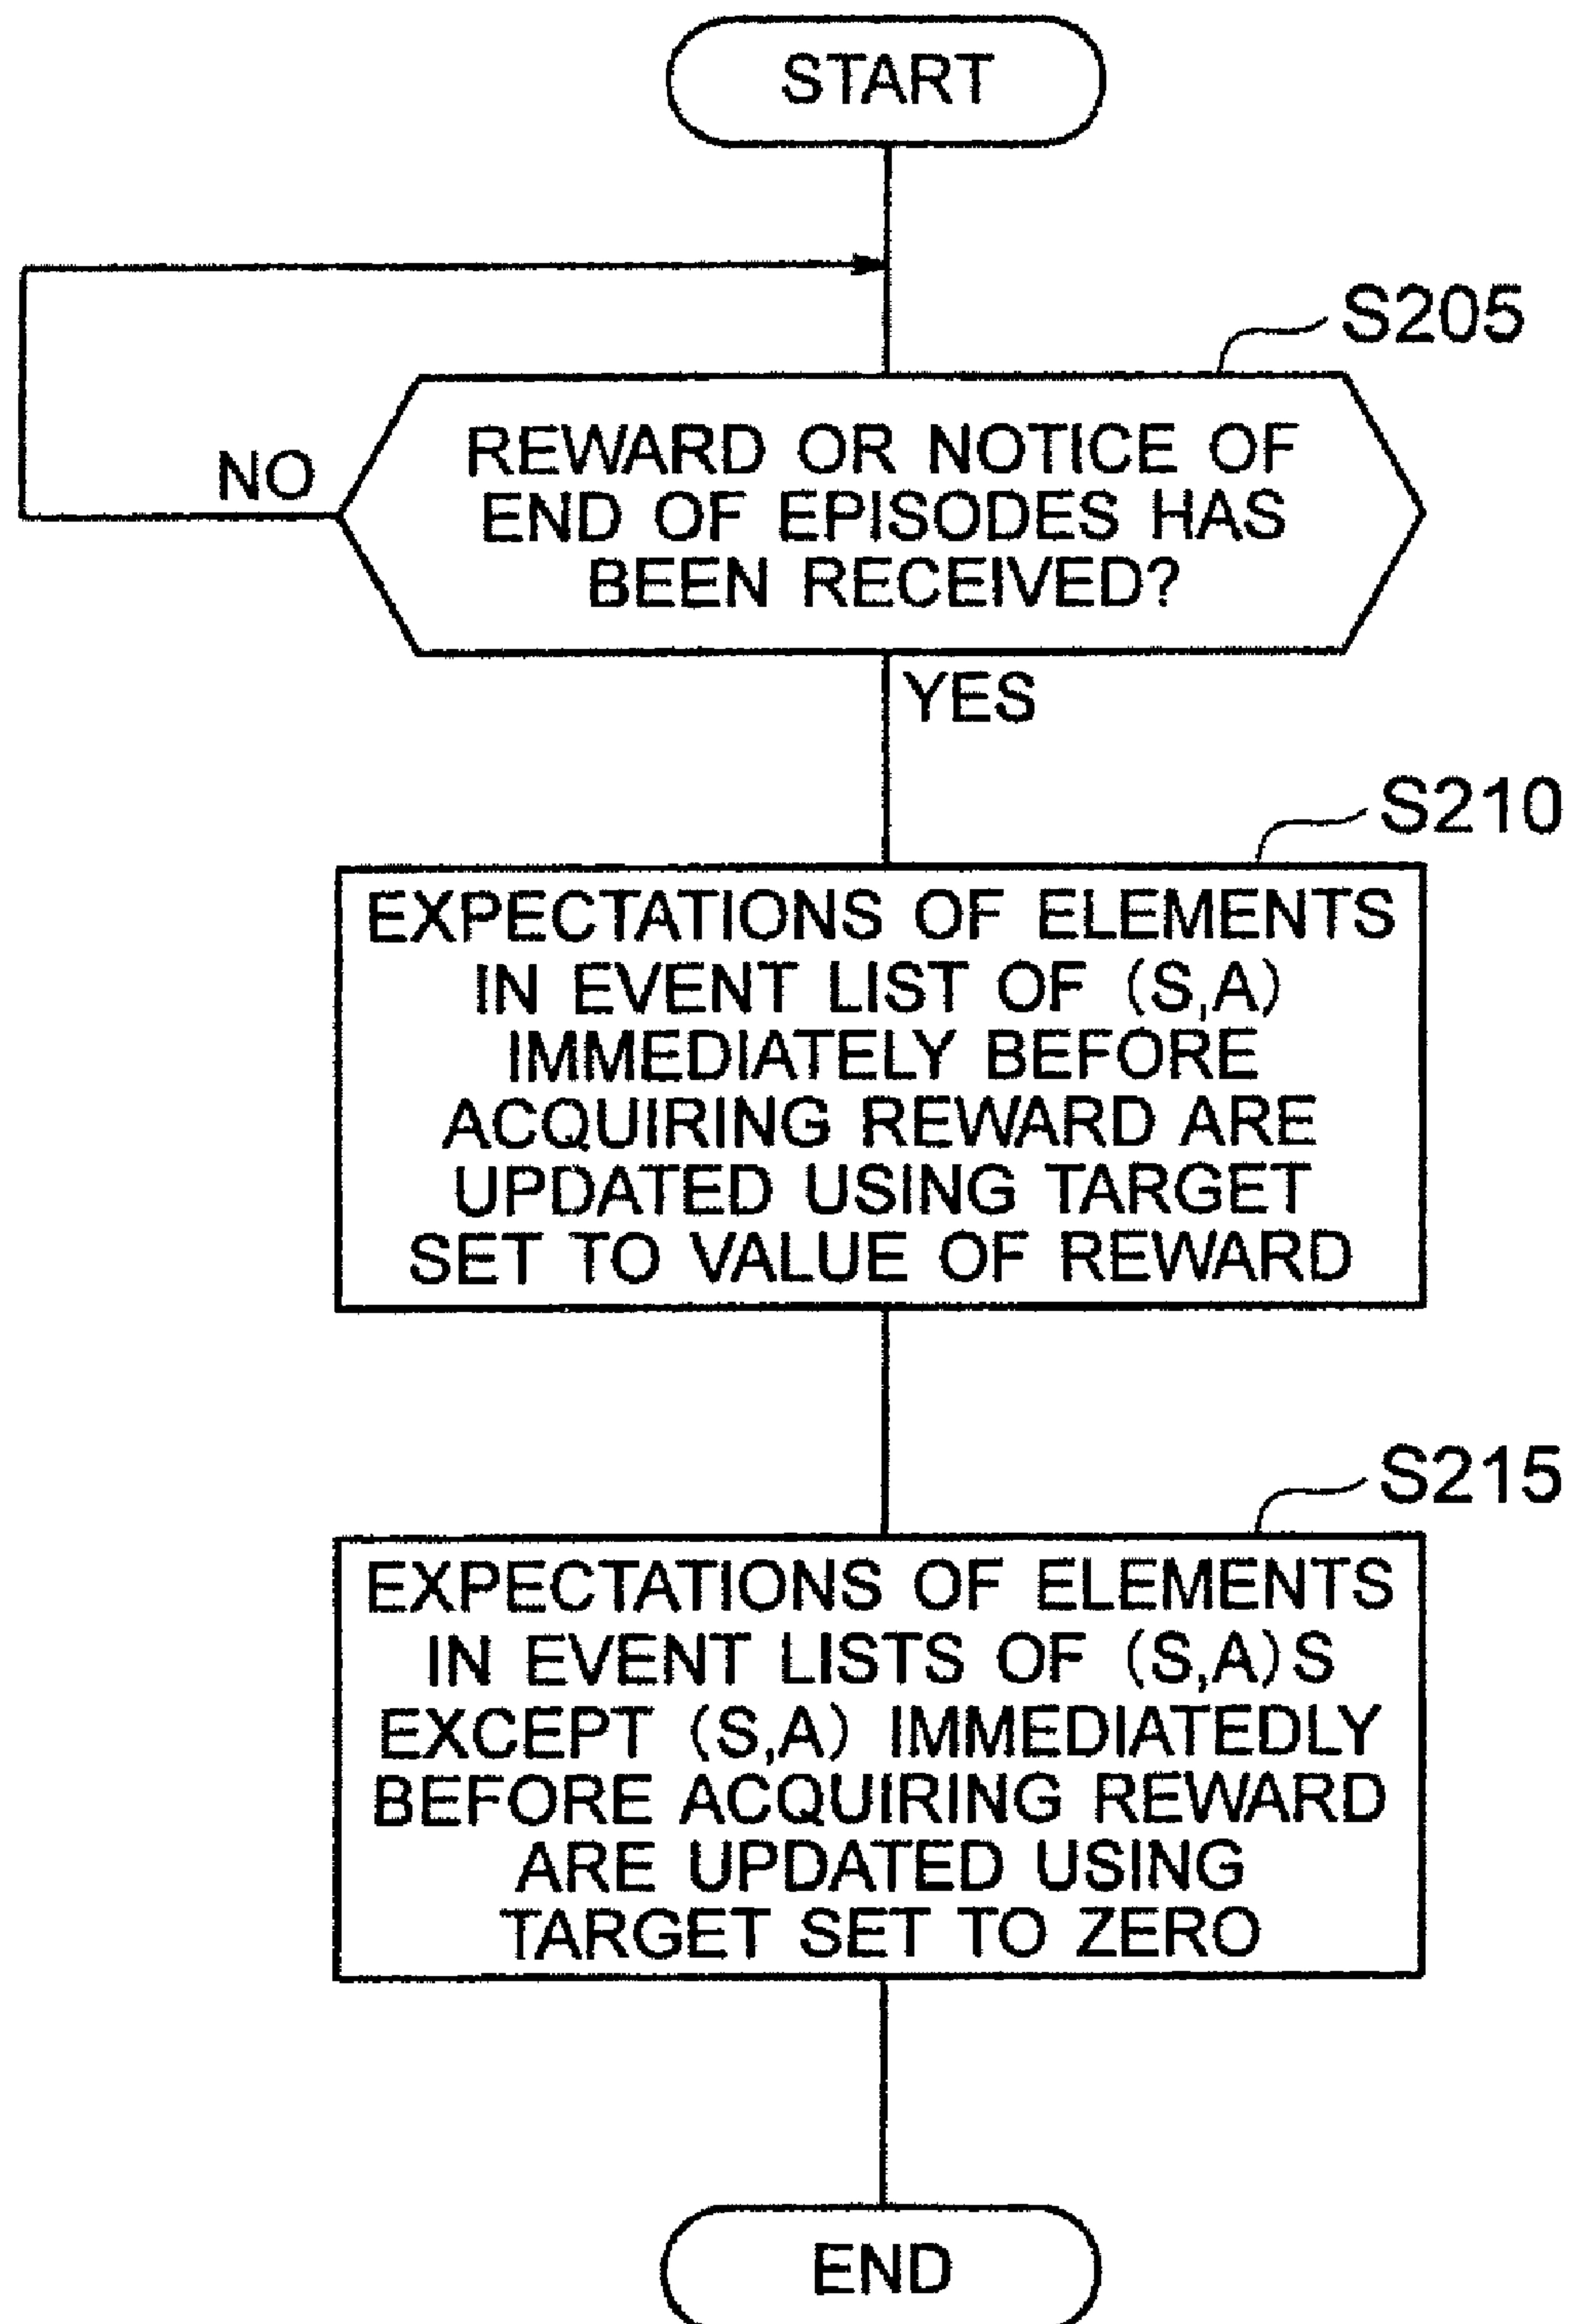 START
S205
REWARD OR NOTICE OF
END OF EPISODES HAS
BEEN RECEIVED?
NO
YES
S210
EXPECTATIONS OF ELEMENTS
IN EVENT LIST OF (S,A)
IMMEDIATELY BEFORE
ACQUIRING REWARD ARE
UPDATED USING TARGET
SET TO VALUE OF REWARD
S215
EXPECTATIONS OF ELEMENTS
IN EVENT LISTS OF (S,A)S
EXCEPT (S,A) IMMEDIATEDLY
BEFORE ACQUIRING REWARD
ARE UPDATED USING
TARGET SET TO ZERO
END